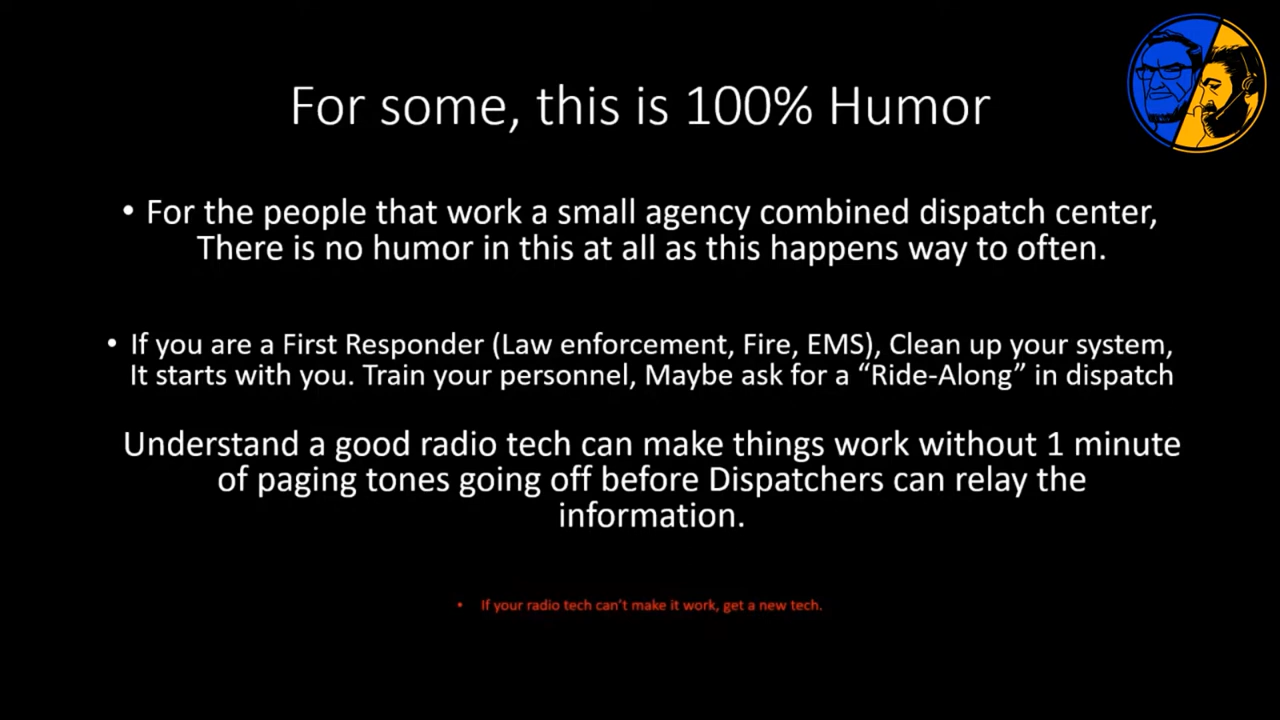 For some, this is 100% Humor
• For the people that work a small agency combined dispatch center,
There is no humor in this at all as this happens way to often.
• If you are a First Responder (Law enforcement, Fire, EMS), Clean up your system,
It starts with you. Train your personnel, Maybe ask for a “Ride-Along” in dispatch
Understand a good radio tech can make things work without 1 minute
of paging tones going off before Dispatchers can relay the
information.
• If your radio tech can’t make it work, get a new tech.